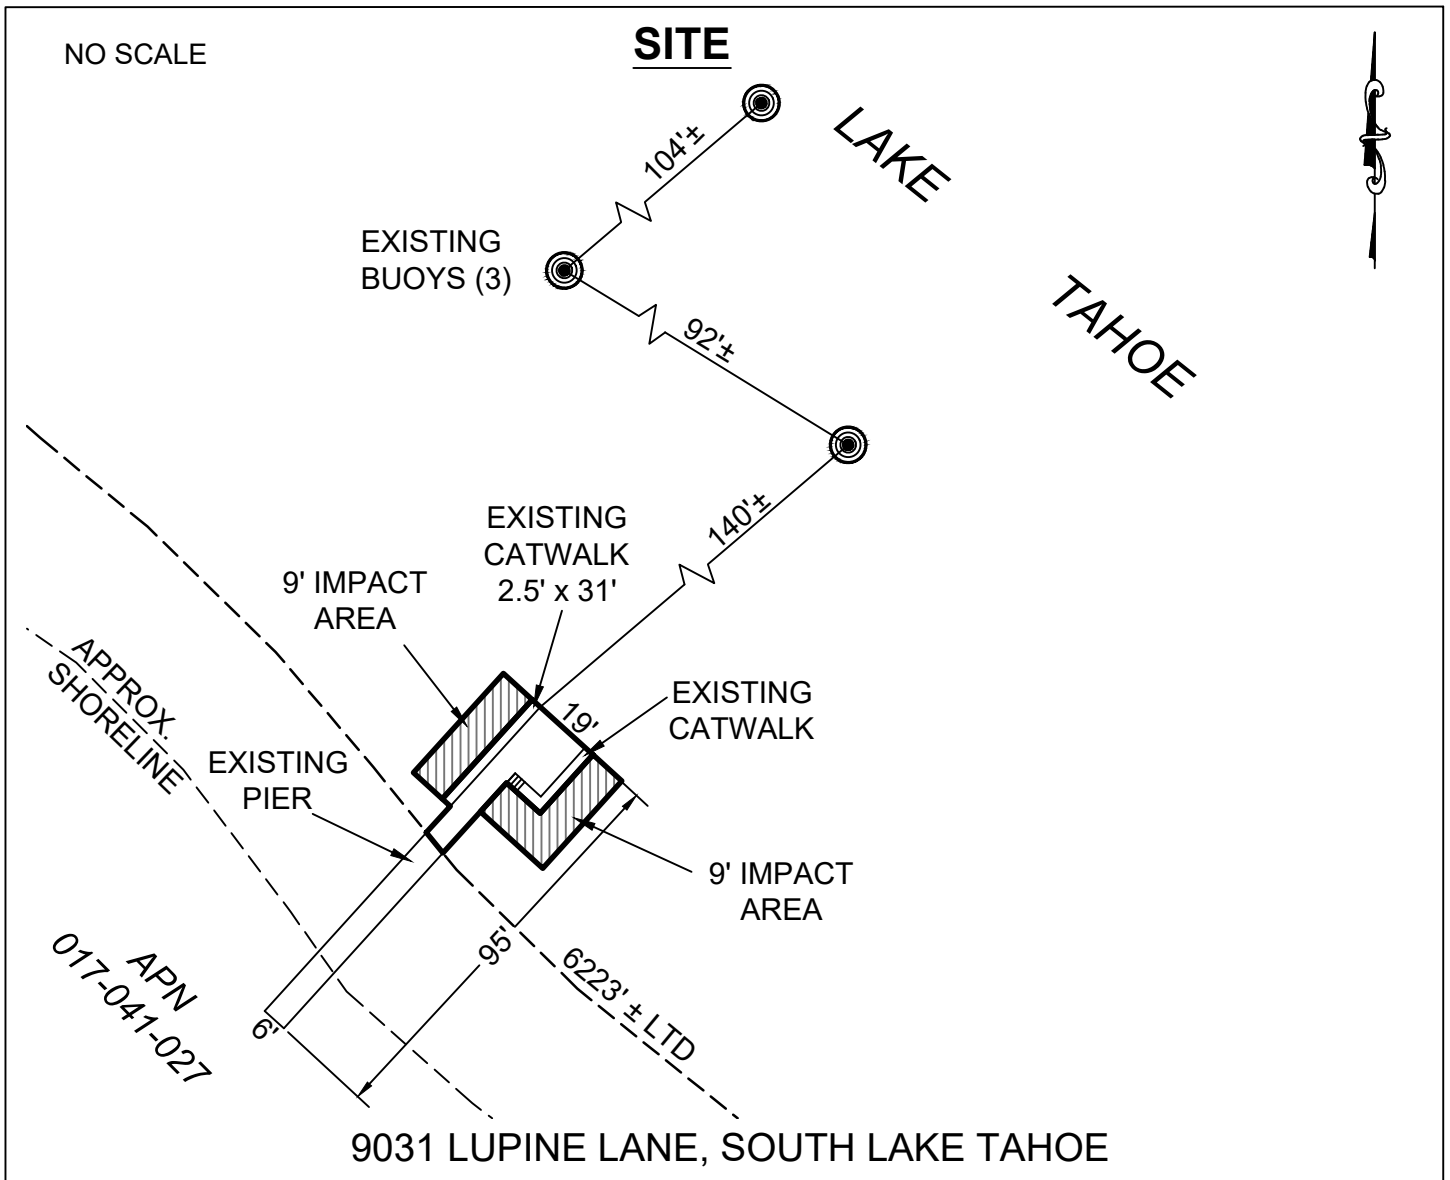 NO SCALE
SITE
LAKE
TAHOE
104'±
EXISTING
BUOYS (3)
92'±
140'±
EXISTING
CATWALK
2.5' x 31'
9' IMPACT
AREA
APPROX.
SHORELINE
19'
EXISTING
CATWALK
EXISTING
PIER
9' IMPACT
AREA
95'
6223' ± LTD
APN
017-041-027
6'
9031 LUPINE LANE, SOUTH LAKE TAHOE